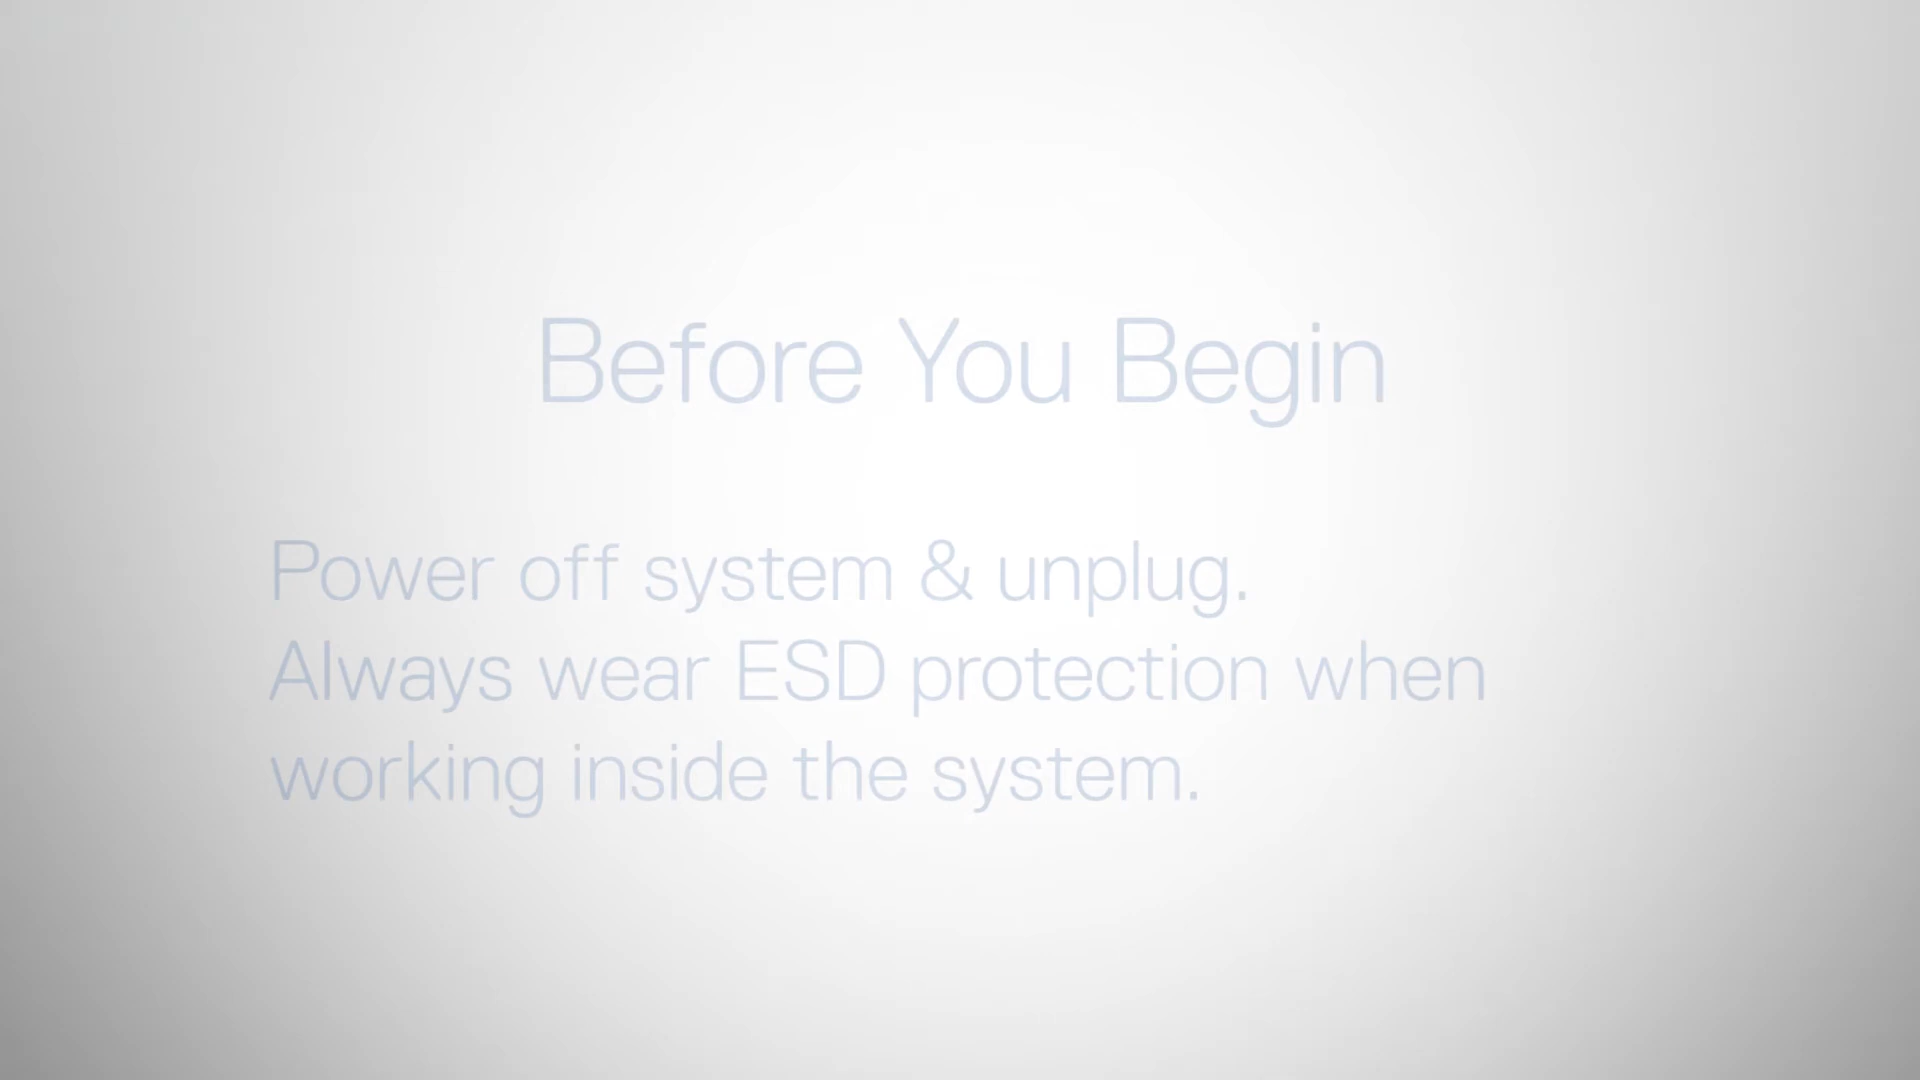 Before You Begin
Power off system & unplug.
Always wear ESD protection when
working inside the system.